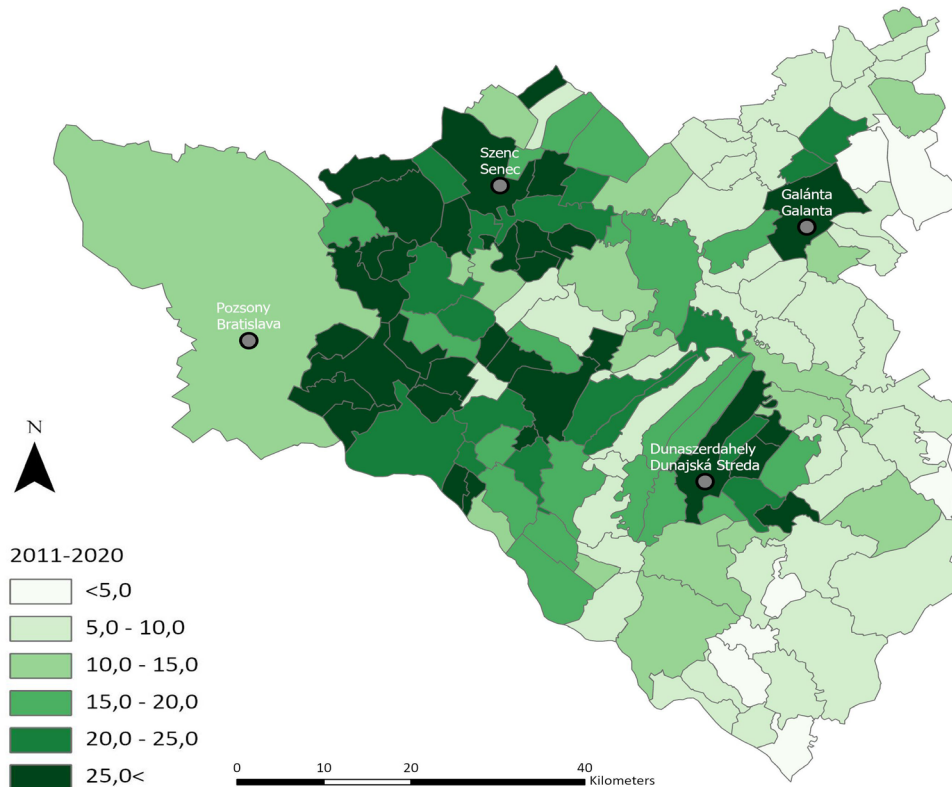 Szenc
Senec
Galánta
Galanta
Pozsony
Bratislava
N
Dunaszerdahely
Dunajská Streda
2011-2020
<5,0
5,0 - 10,0
10,0 - 15,0
15,0 - 20,0
20,0 - 25,0
25,0<
0 10 20 40
Kilometers